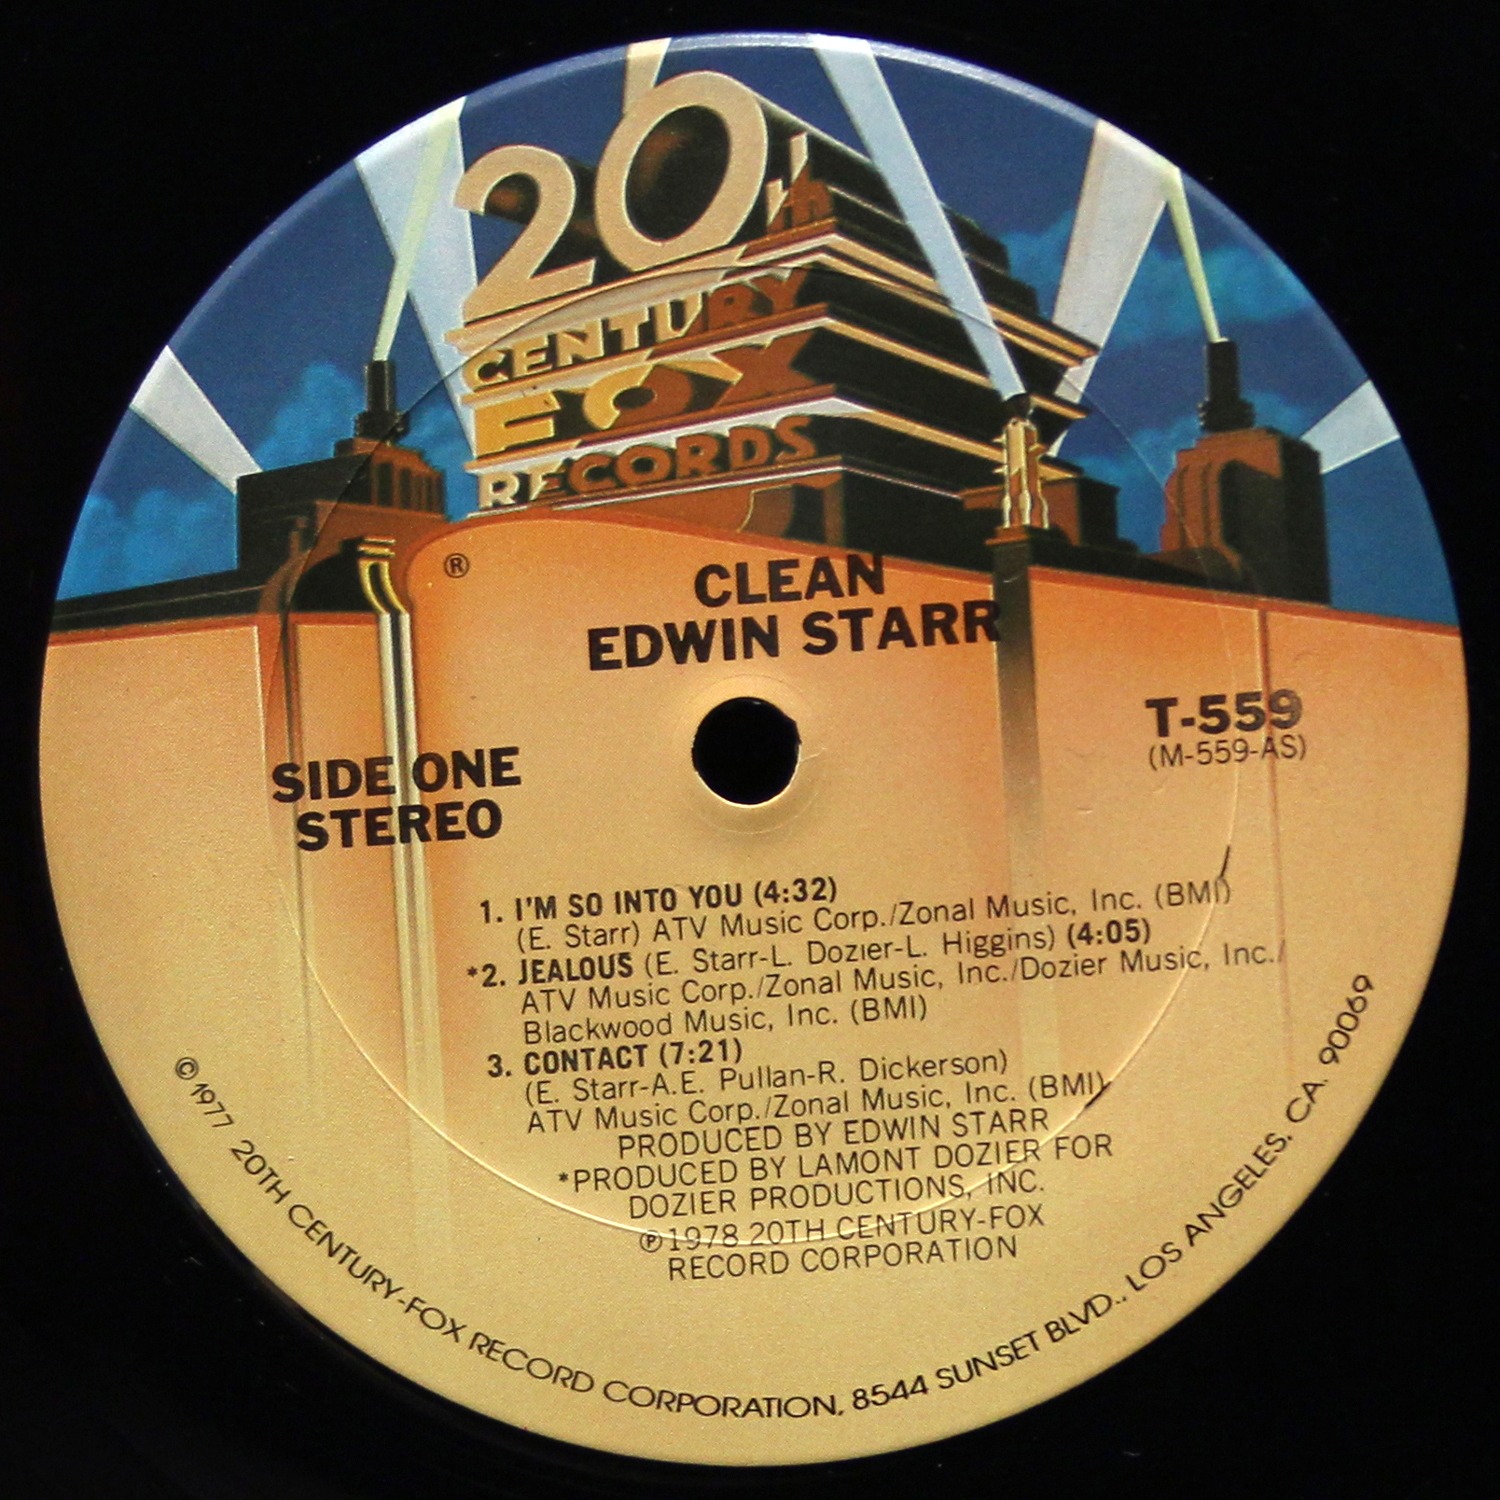 20th
CENTURY
FOX
RECORDS
®
CLEAN
EDWIN STARR
T-559
(M-559-AS)
SIDE ONE
STEREO
1. I'M SO INTO YOU (4:32)
(E. Starr) ATV Music Corp./Zonal Music, Inc. (BMI)
*2. JEALOUS (E. Starr-L. Dozier-L. Higgins) (4:05)
ATV Music Corp./Zonal Music, Inc./Dozier Music, Inc./
Blackwood Music, Inc. (BMI)
3. CONTACT (7:21)
(E. Starr-A.E. Pullan-R. Dickerson)
ATV Music Corp./Zonal Music, Inc. (BMI)
PRODUCED BY EDWIN STARR
*PRODUCED BY LAMONT DOZIER FOR
DOZIER PRODUCTIONS, INC.
℗1978 20TH CENTURY-FOX
RECORD CORPORATION
©1977 20TH CENTURY-FOX RECORD CORPORATION, 8544 SUNSET BLVD., LOS ANGELES, CA. 90069